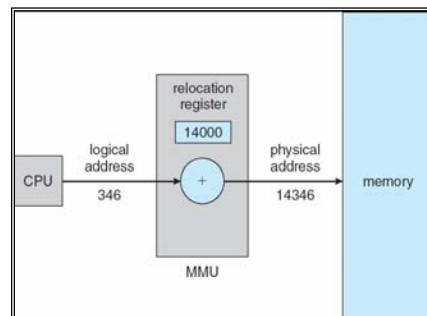 relocation
register
14000
logical
address
physical
address
CPU
+
memory
346
14346
MMU